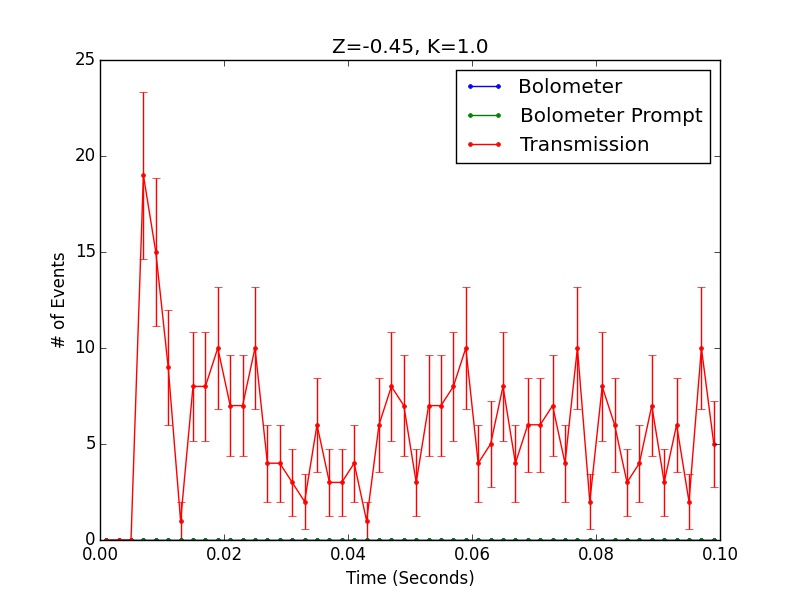 Z=-0.45, K=1.0
25
20
15
10
5
0
# of Events
Bolometer
Bolometer Prompt
Transmission
0.00 0.02 0.04 0.06 0.08 0.10
Time (Seconds)